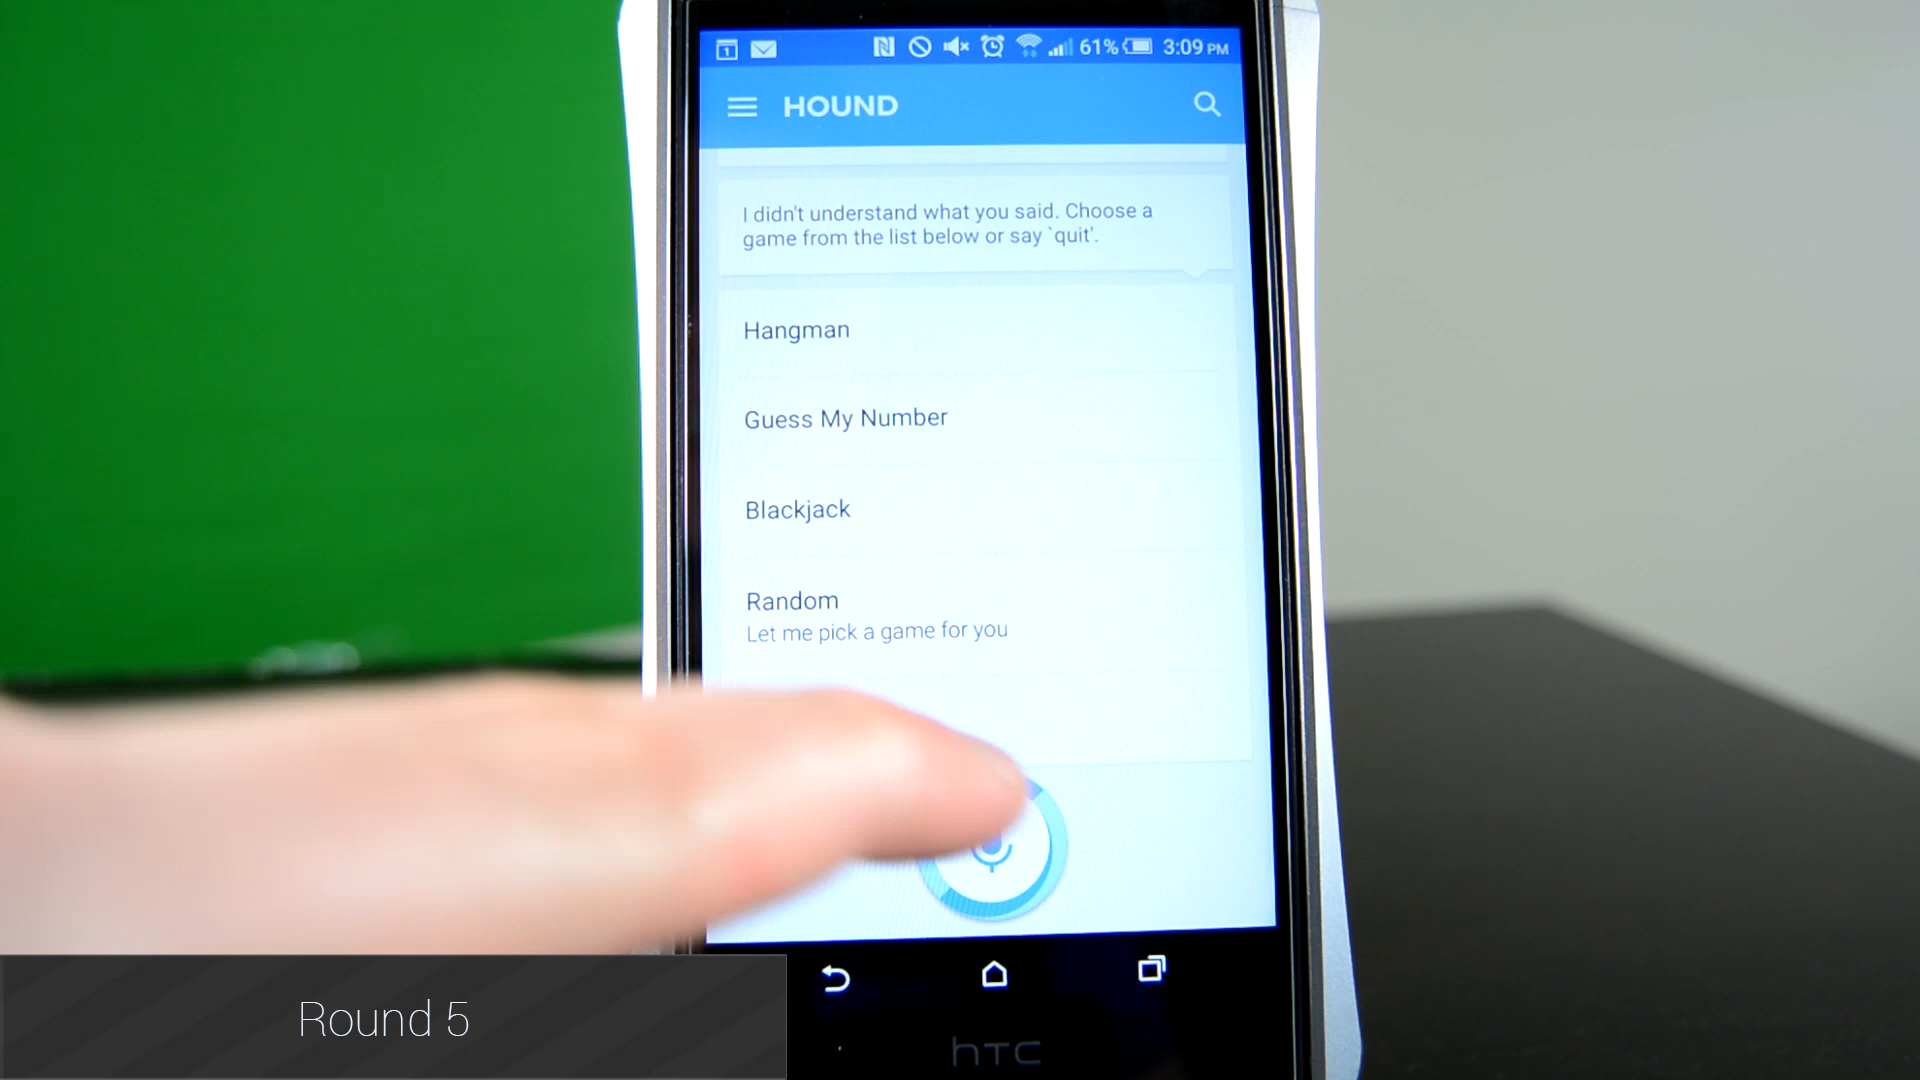 61% 3:09 PM
HOUND
I didn't understand what you said. Choose a
game from the list below or say `quit'.
Hangman
Guess My Number
Blackjack
Random
Let me pick a game for you
hTC
Round 5